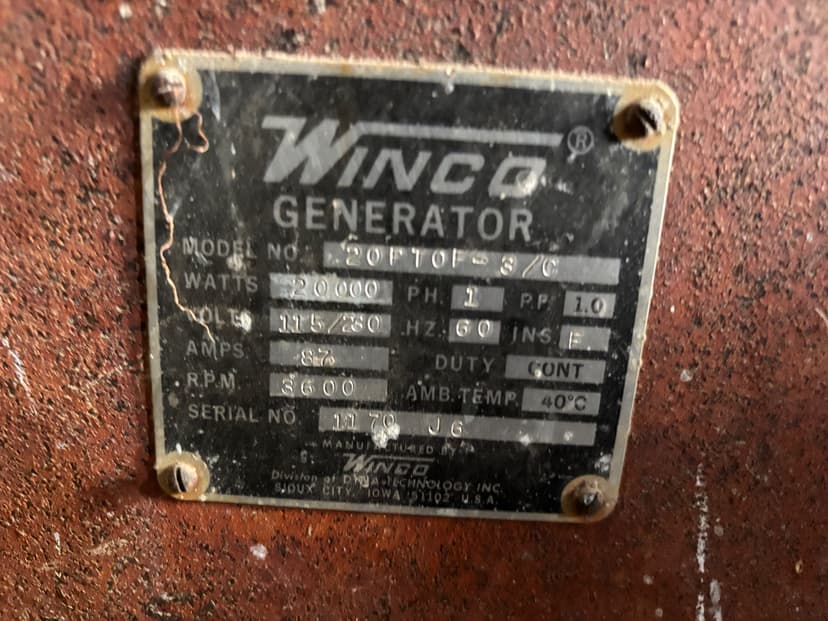 WINCO®
GENERATOR
MODEL NO. 20PTOF-3/C
WATTS 20000 PH. 1 P.F. 1.0
VOLTS 115/230 HZ. 60 INS. F
AMPS 87 DUTY CONT
R.P.M 3600 AMB.TEMP. 40°C
SERIAL NO 1170 J6
MANUFACTURED BY
WINCO
Division of DYNA TECHNOLOGY INC.
SIOUX CITY, IOWA 51102 U.S.A.